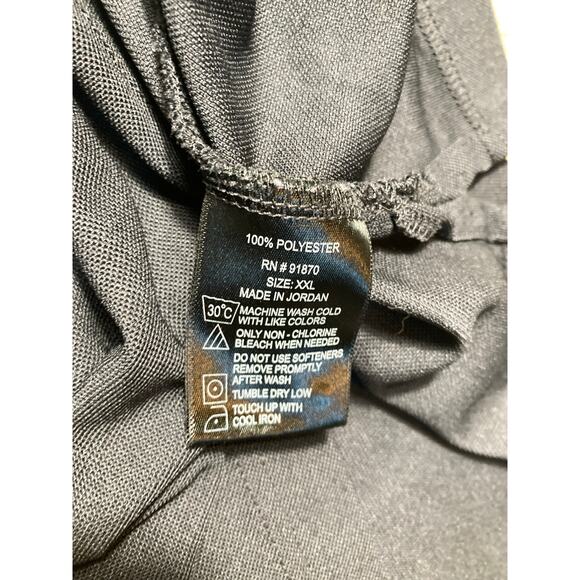 100% POLYESTER
RN # 91870
SIZE: XXL
MADE IN JORDAN
30°C MACHINE WASH COLD
WITH LIKE COLORS
ONLY NON - CHLORINE
BLEACH WHEN NEEDED
DO NOT USE SOFTENERS
REMOVE PROMPTLY
AFTER WASH
TUMBLE DRY LOW
TOUCH UP WITH
COOL IRON